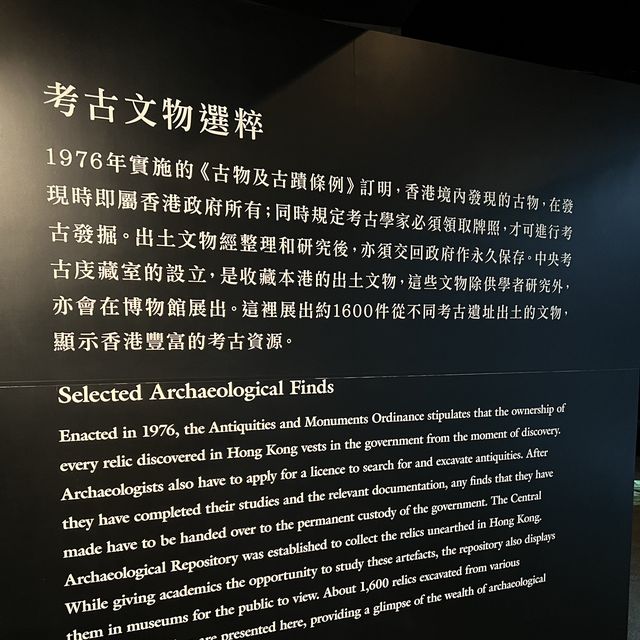 考古文物選粹
1976年實施的《古物及古蹟條例》訂明，香港境內發現的古物，在發
現時即屬香港政府所有；同時規定考古學家必須領取牌照，才可進行考
古發掘。出土文物經整理和研究後，亦須交回政府作永久保存。中央考
古庋藏室的設立，是收藏本港的出土文物，這些文物除供學者研究外，
亦會在博物館展出。這裡展出約1600件從不同考古遺址出土的文物，
顯示香港豐富的考古資源。
Selected Archaeological Finds
Enacted in 1976, the Antiquities and Monuments Ordinance stipulates that the ownership of
every relic discovered in Hong Kong vests in the government from the moment of discovery.
Archaeologists also have to apply for a licence to search for and excavate antiquities. After
they have completed their studies and the relevant documentation, any finds that they have
made have to be handed over to the permanent custody of the government. The Central
Archaeological Repository was established to collect the relics unearthed in Hong Kong.
While giving academics the opportunity to study these artefacts, the repository also displays
them in museums for the public to view. About 1,600 relics excavated from various
are presented here, providing a glimpse of the wealth of archaeological